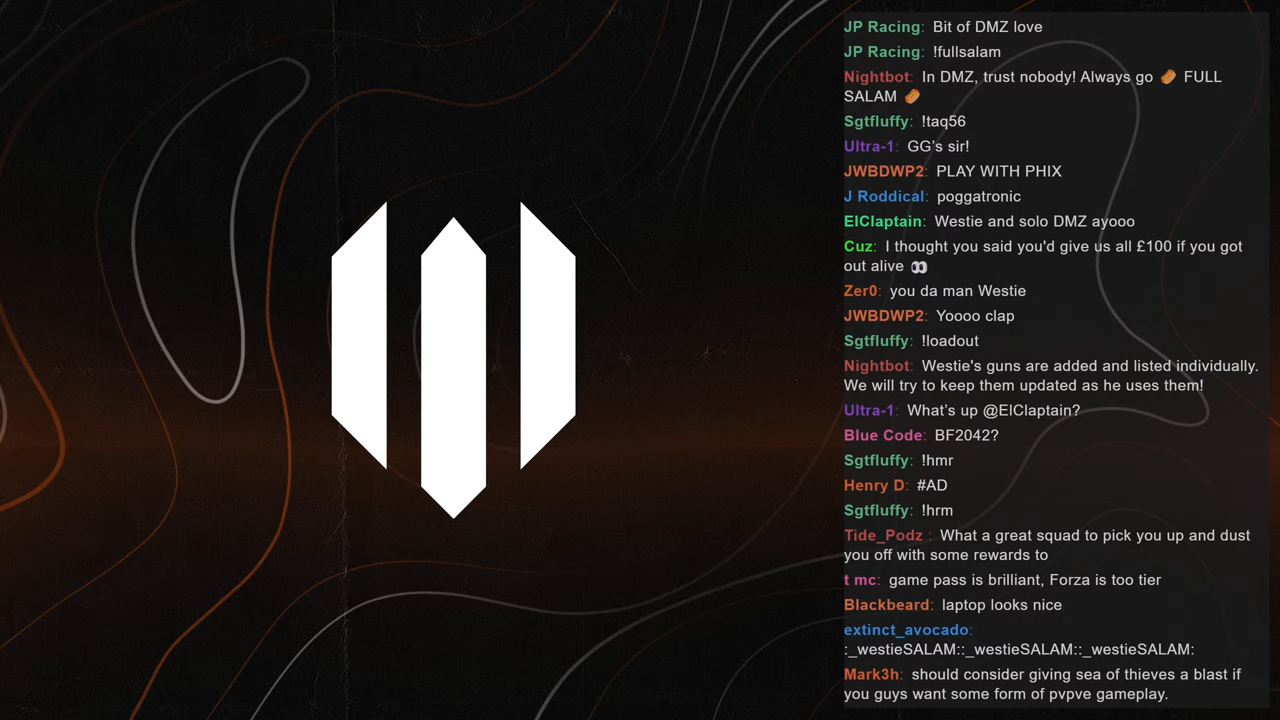 JP Racing: Bit of DMZ love
JP Racing: !fullsalam
Nightbot: In DMZ, trust nobody! Always go 🥜 FULL
SALAM 🥜
Sgtfluffy: !taq56
Ultra-1: GG's sir!
JWBDWP2: PLAY WITH PHIX
J Roddical: poggatronic
ElClaptain: Westie and solo DMZ ayooo
Cuz: I thought you said you'd give us all £100 if you got
out alive 👀
Zer0: you da man Westie
JWBDWP2: Yoooo clap
Sgtfluffy: !loadout
Nightbot: Westie's guns are added and listed individually.
We will try to keep them updated as he uses them!
Ultra-1: What's up @ElClaptain?
Blue Code: BF2042?
Sgtfluffy: !hmr
Henry D: #AD
Sgtfluffy: !hrm
Tide_Podz : What a great squad to pick you up and dust
you off with some rewards to
t mc: game pass is brilliant, Forza is too tier
Blackbeard: laptop looks nice
extinct_avocado:
:_westieSALAM::_westieSALAM::_westieSALAM:
Mark3h: should consider giving sea of thieves a blast if
you guys want some form of pvpve gameplay.